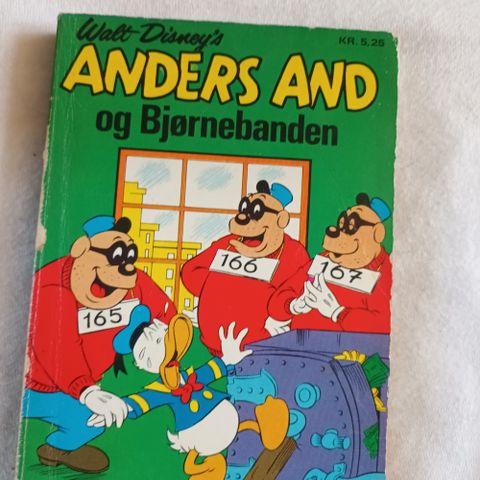 Walt Disney's
KR. 5,25
ANDERS AND
og Bjørnebanden
166
167
165